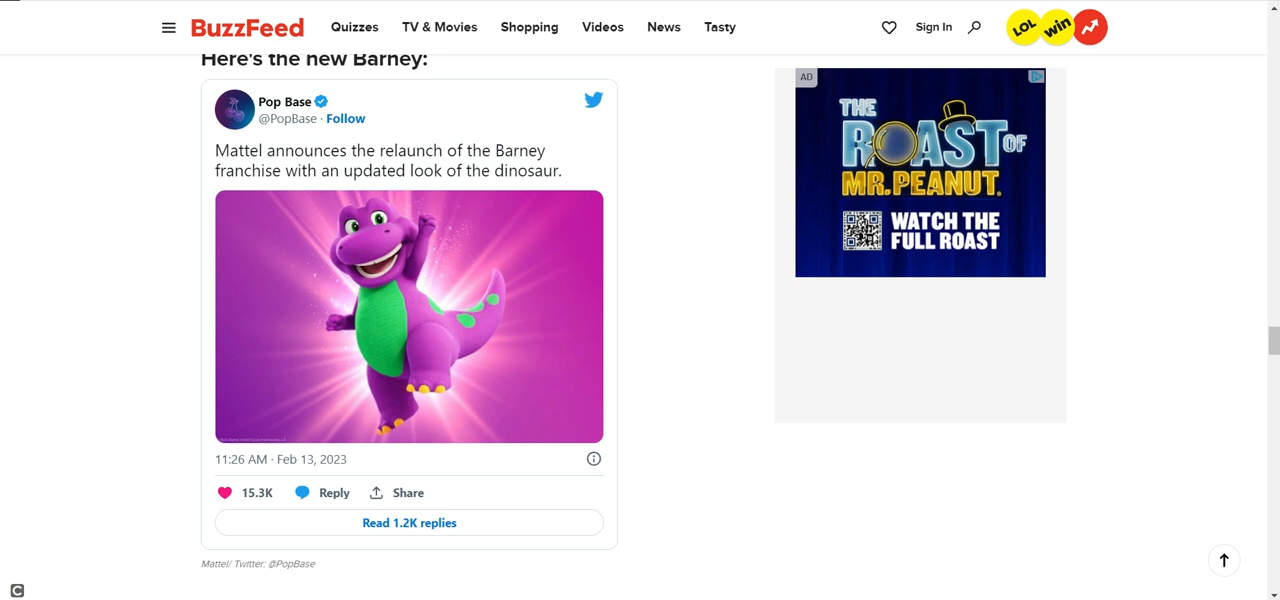 BuzzFeed
Quizzes
TV & Movies
Shopping
Videos
News
Tasty
Sign In
LOL
win
Here's the new Barney:
Pop Base
@PopBase · Follow
Mattel announces the relaunch of the Barney
franchise with an updated look of the dinosaur.
11:26 AM · Feb 13, 2023
15.3K
Reply
Share
Read 1.2K replies
Mattel/ Twitter: @PopBase
AD
THE
ROAST OF
MR. PEANUT.
WATCH THE
FULL ROAST
C